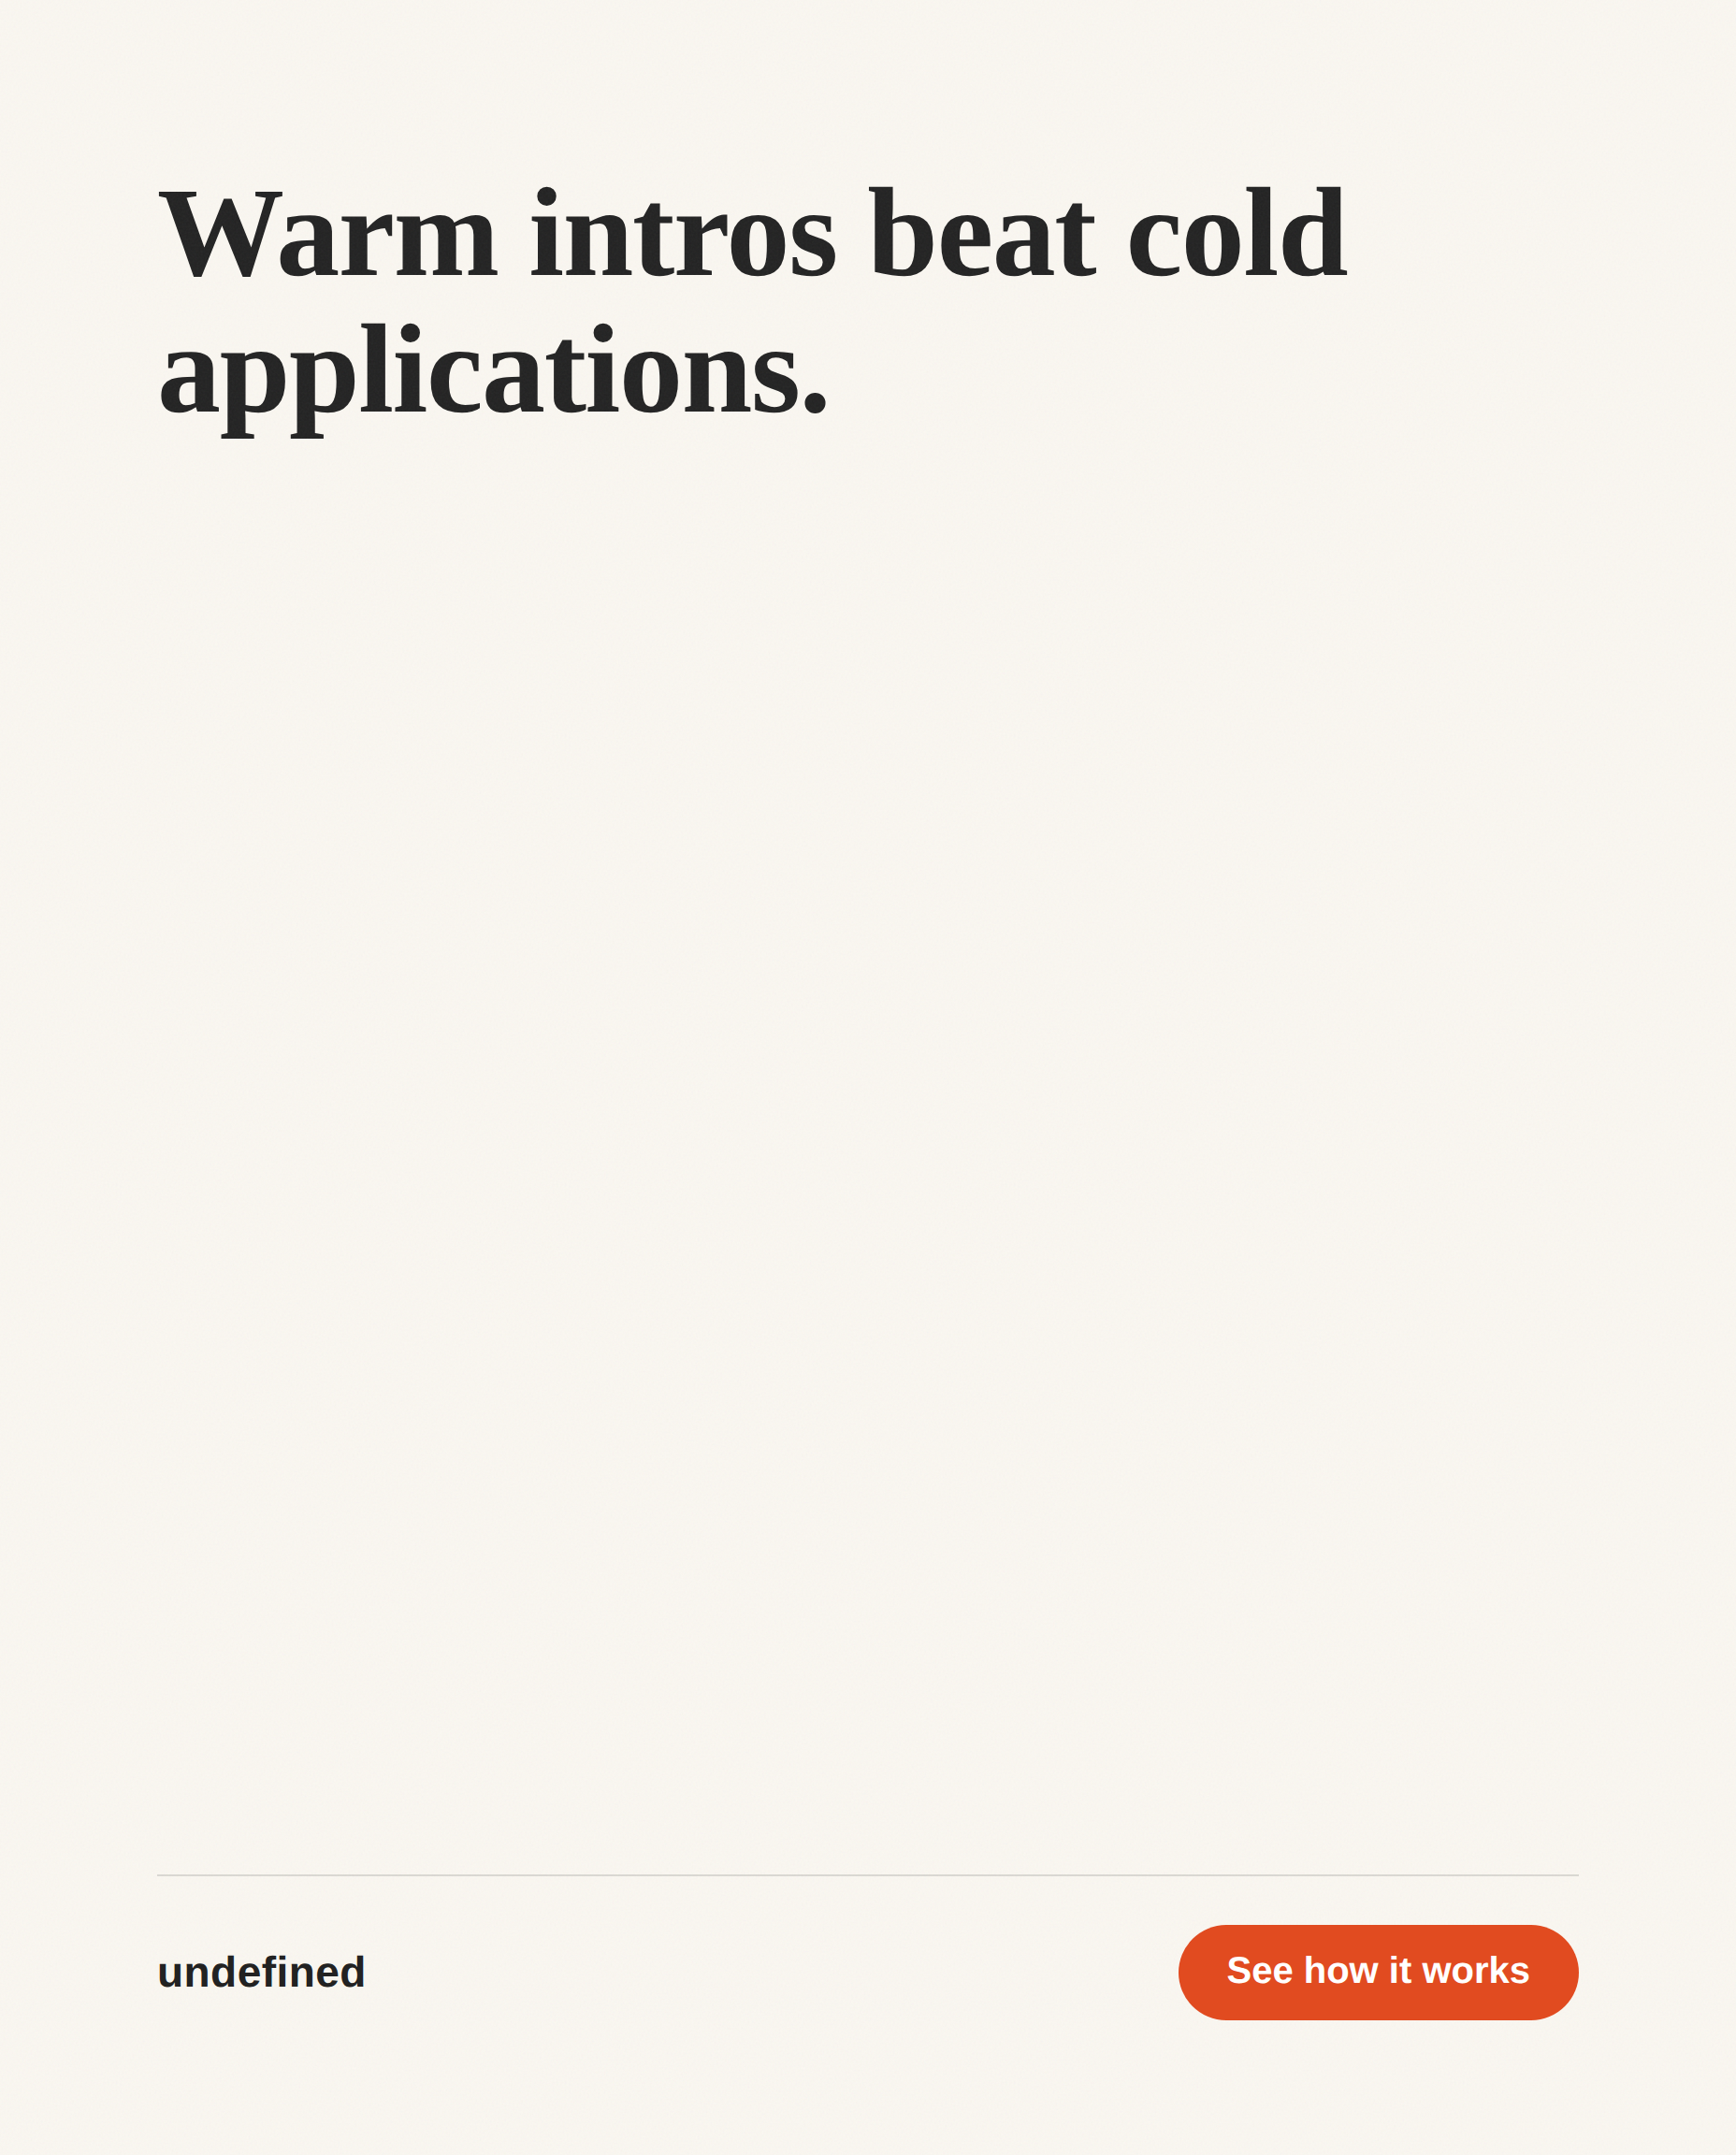 Warm intros beat cold
applications.
undefined
See how it works